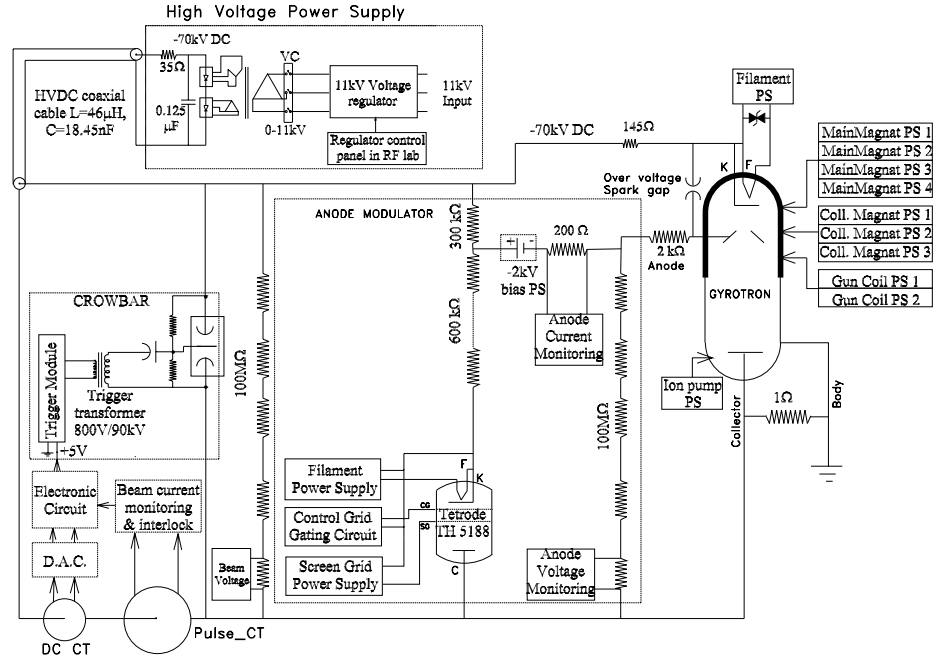 High Voltage Power Supply
-70kV DC
35Ω
VC
HVDC coaxial
cable L=46μH,
C=18.45nF
0.125
μF
0-11kV
11kV Voltage
regulator
11kV
Input
Regulator control
panel in RF lab
-70kV DC
145Ω
Filament
PS
K
F
Over voltage
Spark gap
MainMagnat PS 1
MainMagnat PS 2
MainMagnat PS 3
MainMagnat PS 4
Coll. Magnat PS 1
Coll. Magnat PS 2
Coll. Magnat PS 3
Gun Coil PS 1
Gun Coil PS 2
ANODE MODULATOR
300 kΩ
200 Ω
+
-
-2kV
bias PS
2 kΩ
Anode
GYROTRON
600 kΩ
Anode
Current
Monitoring
Ion pump
PS
Collector
1Ω
Body
CROWBAR
Trigger Module
Trigger
transformer
800V/90kV
+5V
100MΩ
100MΩ
Electronic
Circuit
Beam current
monitoring
& interlock
D.A.C.
Beam
Voltage
Filament
Power Supply
Control Grid
Gating Circuit
Screen Grid
Power Supply
F
K
CG
SG
Tetrode
TH 5188
C
Anode
Voltage
Monitoring
DC CT
Pulse_CT